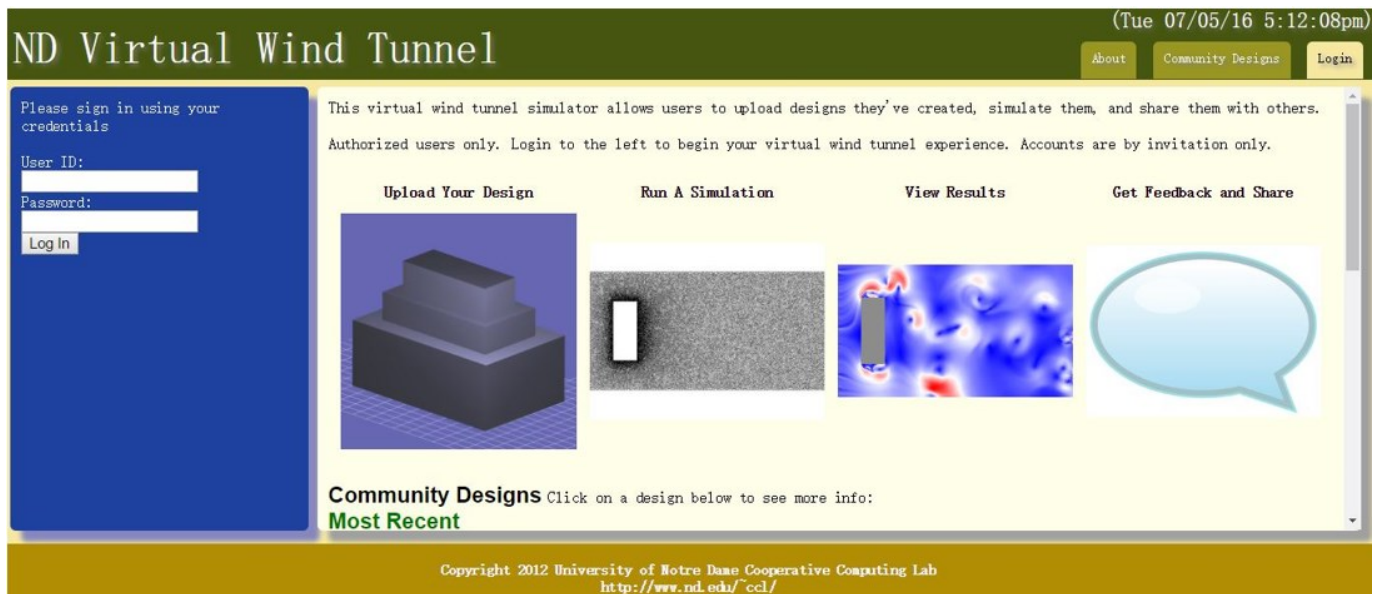 (Tue 07/05/16 5:12:08pm)
ND Virtual Wind Tunnel
About Community Designs Login
Please sign in using your
credentials
User ID:
Password:
Log In
This virtual wind tunnel simulator allows users to upload designs they've created, simulate them, and share them with others.
Authorized users only. Login to the left to begin your virtual wind tunnel experience. Accounts are by invitation only.
Upload Your Design Run A Simulation View Results Get Feedback and Share
Community Designs Click on a design below to see more info:
Most Recent
Copyright 2012 University of Notre Dame Cooperative Computing Lab
http://www.nd.edu/~ccl/